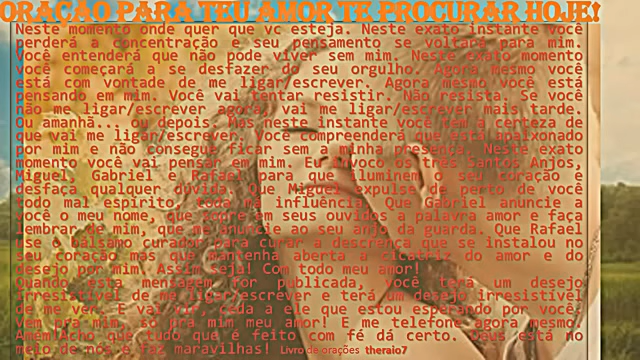 ORAÇÃO PARA TEU AMOR TE PROCURAR HOJE!
Neste momento onde quer que vc esteja. Neste exato instante você
perderá a concentração e seu pensamento se voltará para mim.
Você entenderá que não pode viver sem mim. Neste exato momento
você começará a se desfazer do seu orgulho. Agora mesmo você
está com vontade de me ligar/escrever. Agora mesmo você está
pensando em mim. Você vai tentar resistir. Não resista. Se você
não me ligar/escrever agora, vai me ligar/escrever mais tarde.
Ou amanhã... ou depois. Mas neste instante você tem a certeza de
que vai me ligar/escrever. Você compreenderá que está apaixonado
por mim e não consegue ficar sem a minha presença. Neste exato
momento você vai pensar em mim. Eu invoco os três Santos Anjos,
Miguel, Gabriel e Rafael para que iluminem o seu coração e
desfaça qualquer dúvida. Que Miguel expulse de perto de você
todo mal espírito, toda má influência. Que Gabriel anuncie a
você o meu nome, que sopre em seus ouvidos a palavra amor e faça
lembrar de mim, que me anuncie ao seu anjo da guarda. Que Rafael
use o bálsamo curador para curar a descrença que se instalou no
seu coração mas que mantenha aberta a cicatriz do amor e do
desejo por mim! Assim seja! Com todo meu amor!
Quando esta mensagem for publicada, você terá um desejo
irresistível de me ligar/escrever e terá um desejo irresistível
de me ver. E vai vir, cada a ele que estou esperando por você,
vem pra mim, só pra mim meu amor! E me telefone agora mesmo.
Amém!Acho que tudo que é feito com fé dá certo. Deus está no
meio de nós e faz maravilhas! Livro de orações theraio7